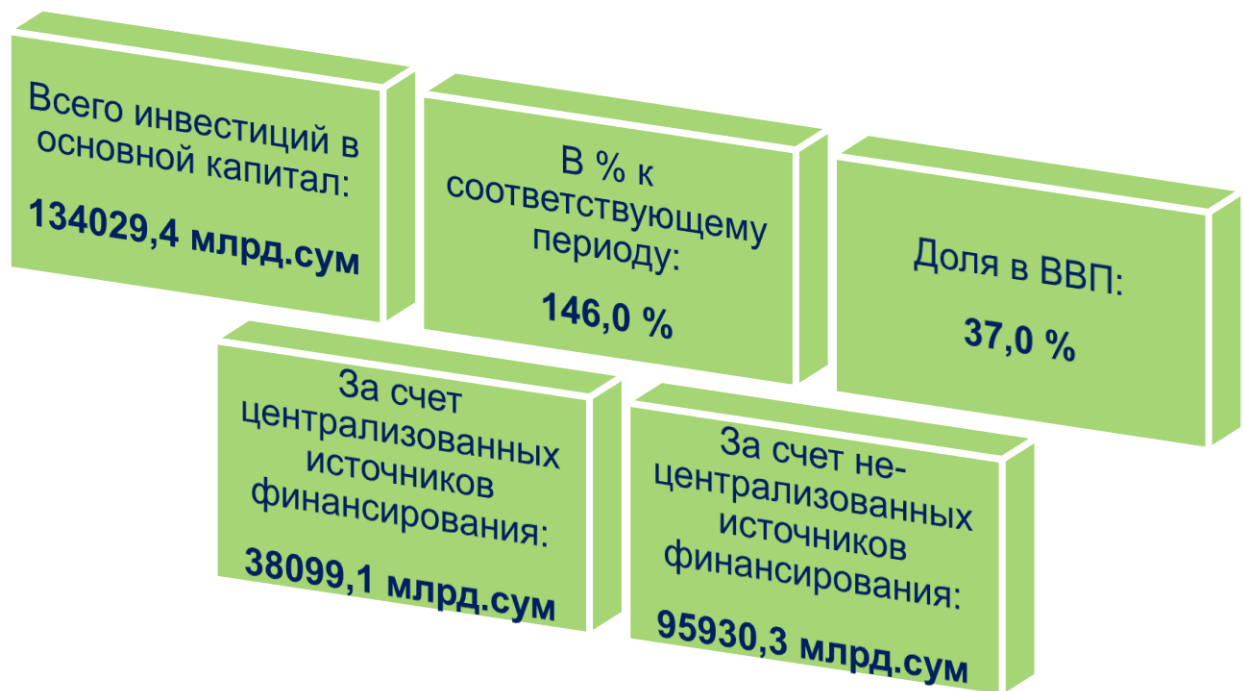 Всего инвестиций в
основной капитал:
134029,4 млрд.сум
В % к
соответствующему
периоду:
146,0 %
Доля в ВВП:
37,0 %
За счет
централизованных
источников
финансирования:
38099,1 млрд.сум
За счет не-
централизованных
источников
финансирования:
95930,3 млрд.сум